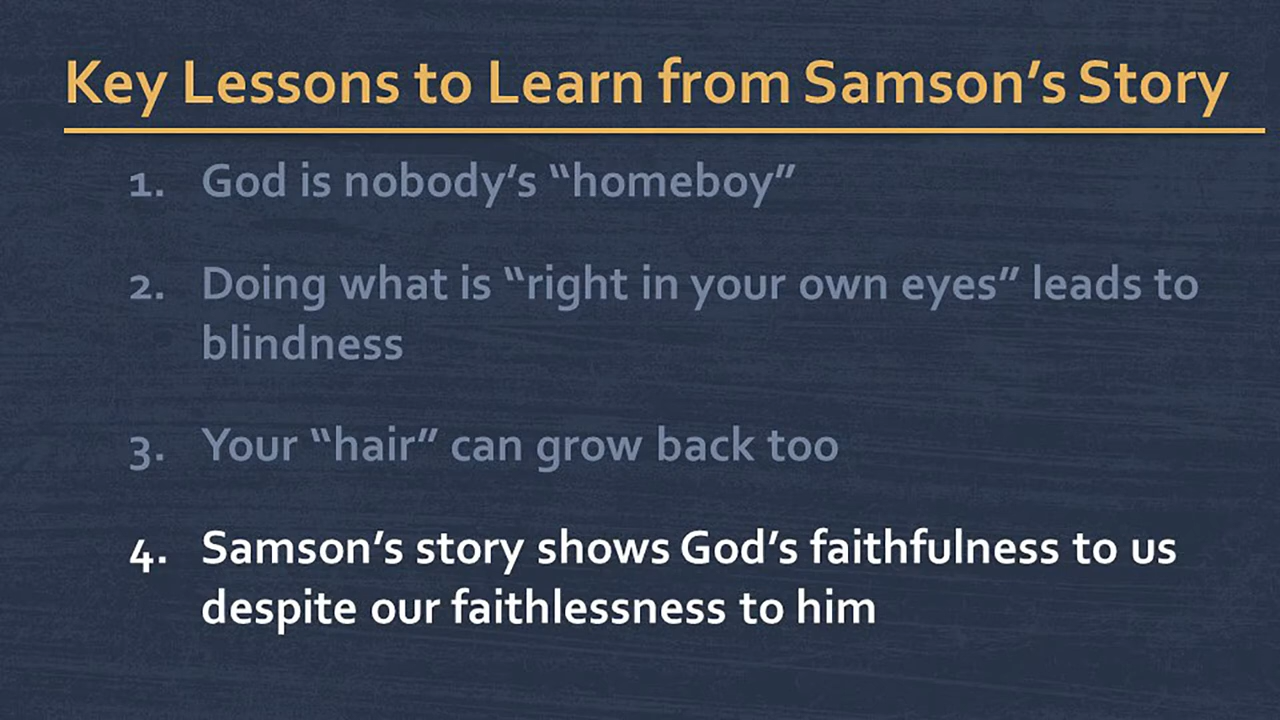 Key Lessons to Learn from Samson’s Story
1. God is nobody’s “homeboy”
2. Doing what is “right in your own eyes” leads to
blindness
3. Your “hair” can grow back too
4. Samson’s story shows God’s faithfulness to us
despite our faithlessness to him